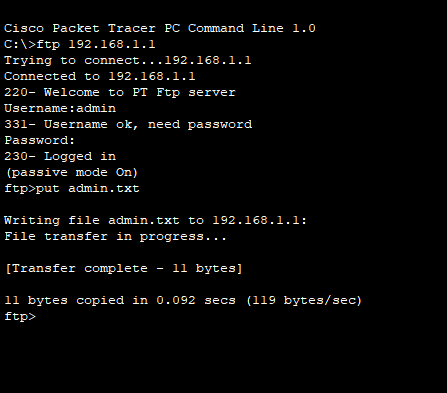 Cisco Packet Tracer PC Command Line 1.0
C:\>ftp 192.168.1.1
Trying to connect...192.168.1.1
Connected to 192.168.1.1
220- Welcome to PT Ftp server
Username:admin
331- Username ok, need password
Password:
230- Logged in
(passive mode On)
ftp>put admin.txt
Writing file admin.txt to 192.168.1.1:
File transfer in progress...
[Transfer complete - 11 bytes]
11 bytes copied in 0.092 secs (119 bytes/sec)
ftp>